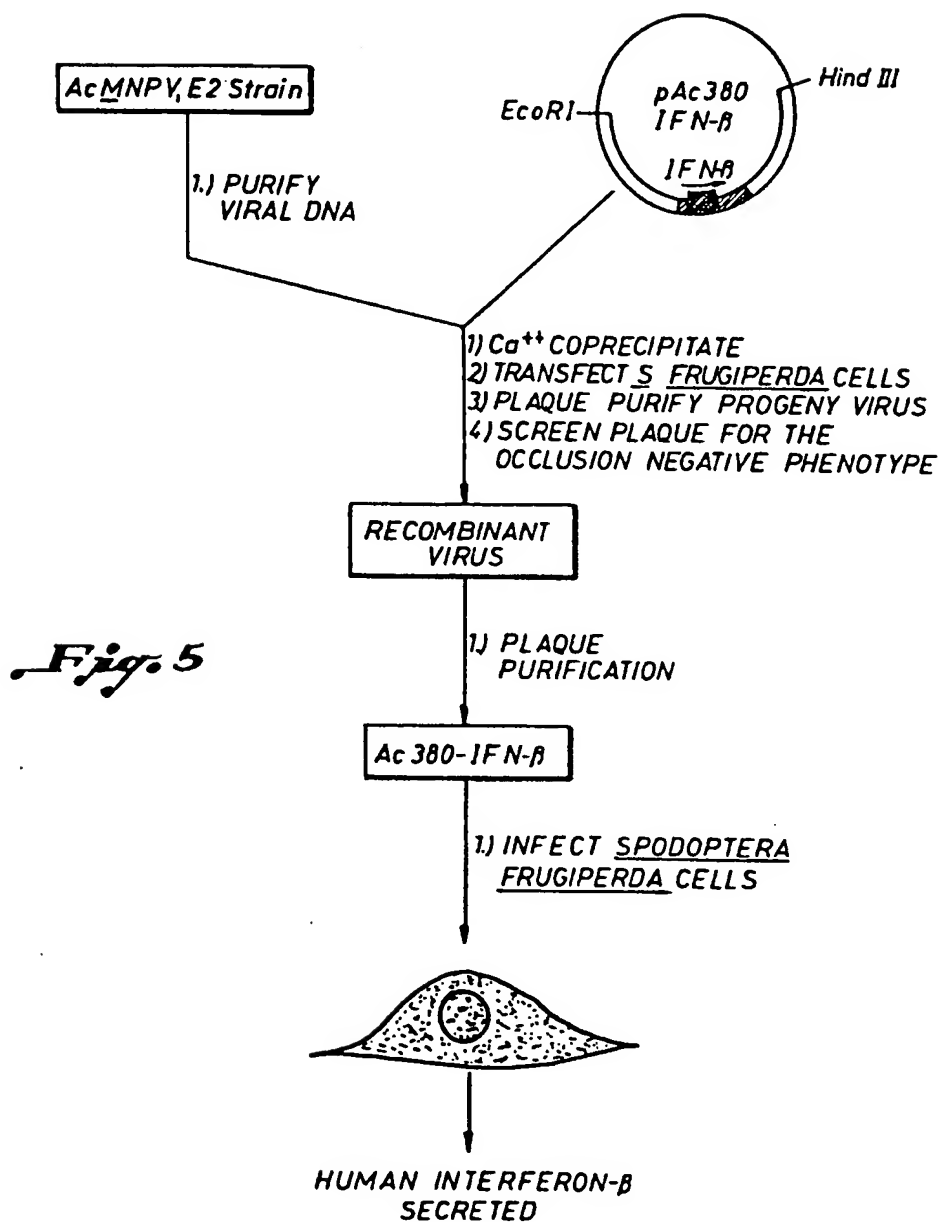 AcMNPV, E2 Strain
EcoRI
pAc380
IFN-β
Hind III
IFN-β
1.) PURIFY
VIRAL DNA
1) Ca++ COPRECIPITATE
2) TRANSFECT S FRUGIPERDA CELLS
3) PLAQUE PURIFY PROGENY VIRUS
4) SCREEN PLAQUE FOR THE
OCCLUSION NEGATIVE PHENOTYPE
RECOMBINANT
VIRUS
Fig. 5
1.) PLAQUE
PURIFICATION
Ac 380-IFN-β
1.) INFECT SPODOPTERA
FRUGIPERDA CELLS
HUMAN INTERFERON-β
SECRETED